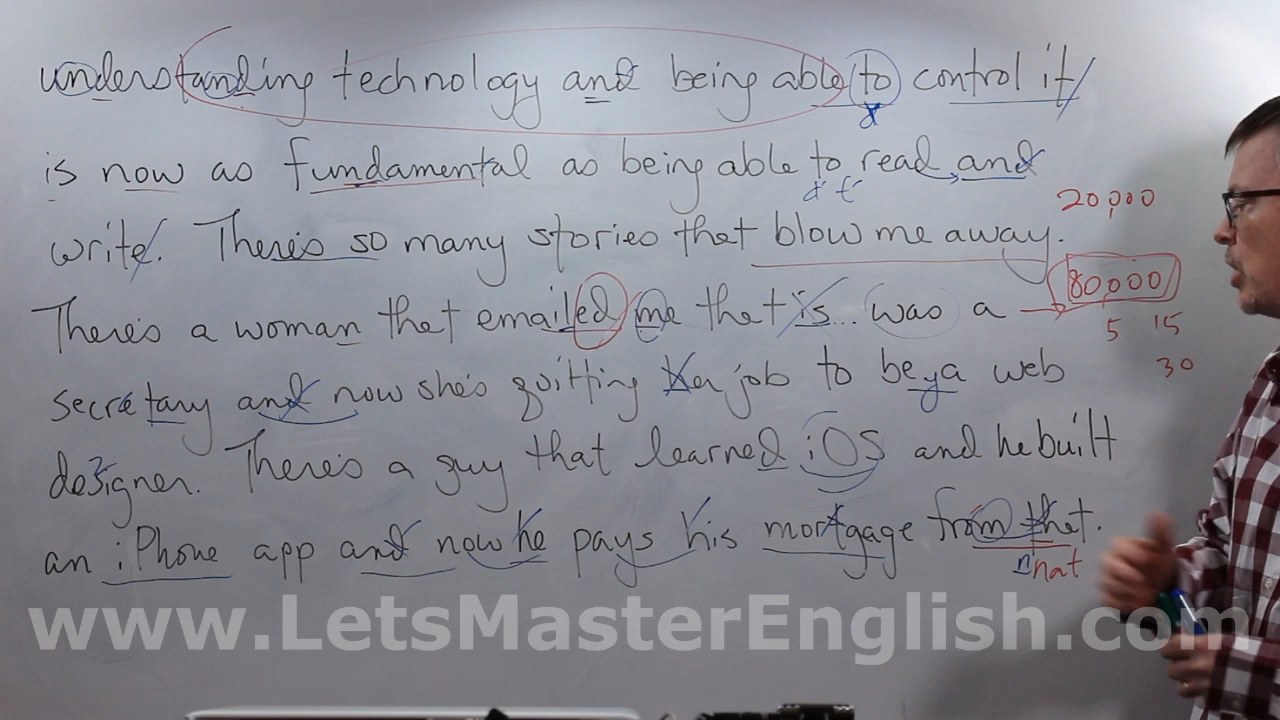 understanding technology and being able to control it
is now as fundamental as being able to read and
write. There's so many stories that blow me away.
There's a woman that emailed me that is... was a
secretary and now she's quitting her job to be a web
designer. There's a guy that learned iOS and he built
an iPhone app and now he pays his mortgage from that.
20,000
80,000
5 15
30
nat
www.LetsMasterEnglish.com